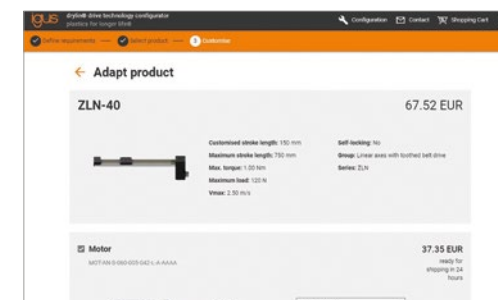 igus
drylin® drive technology configurator
plastics for longer life®
Configuration Contact Shopping Cart
Define requirements Select product 3 Customise
← Adapt product
ZLN-40 67.52 EUR
Customised stroke length: 150 mm Self-locking: No
Maximum stroke length: 750 mm Group: Linear axes with toothed belt drive
Max. torque: 1.00 Nm Series: ZLN
Maximum load: 120 N
Vmax: 2.50 m/s
Motor 37.35 EUR
ready for
shipping in 24
hours